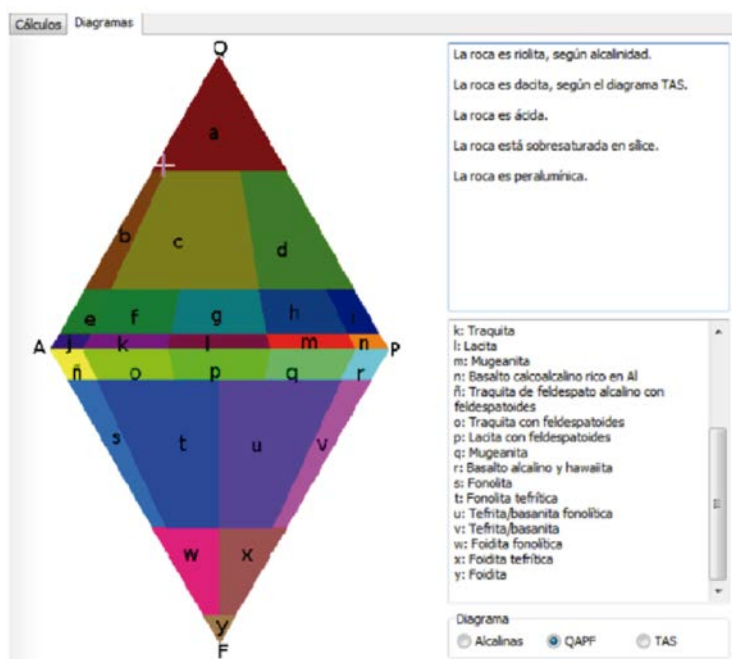 Cálculos Diagramas
Q
a
b
c
d
e
f
g
h
i
A
j
k
l
m
n
P
ñ
o
p
q
r
s
t
u
v
w
x
y
F
La roca es riolita, según alcalinidad.
La roca es dacita, según el diagrama TAS.
La roca es ácida.
La roca está sobresaturada en sílice.
La roca es peralumínica.
k: Traquita
l: Lacita
m: Mugeanita
n: Basalto calcoalcalino rico en Al
ñ: Traquita de feldespato alcalino con
feldespatoides
o: Traquita con feldespatoides
p: Lacita con feldespatoides
q: Mugeanita
r: Basalto alcalino y hawaiita
s: Fonolita
t: Fonolita tefrítica
u: Tefrita/basanita fonolítica
v: Tefrita/basanita
w: Foidita fonolítica
x: Foidita tefrítica
y: Foidita
Diagrama
Alcalinas QAPF TAS